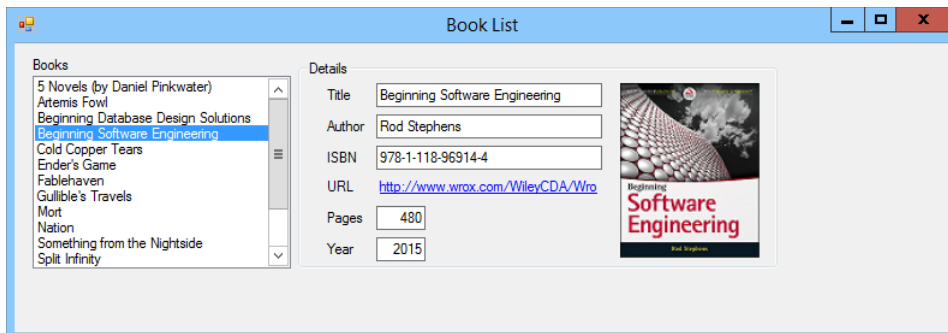 Book List
Books
5 Novels (by Daniel Pinkwater)
Artemis Fowl
Beginning Database Design Solutions
Beginning Software Engineering
Cold Copper Tears
Ender's Game
Fablehaven
Gullible's Travels
Mort
Nation
Something from the Nightside
Split Infinity
Details
Title Beginning Software Engineering
Author Rod Stephens
ISBN 978-1-118-96914-4
URL http://www.wrox.com/WileyCDA/Wro
Pages 480
Year 2015
Beginning
Software
Engineering
Rod Stephens